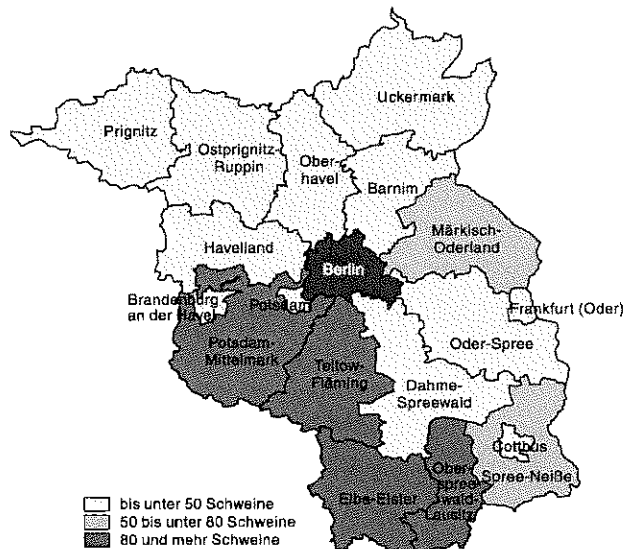 Uckermark
Prignitz
Ostprignitz-
Ruppin
Ober-
havel
Barnim
Märkisch-
Oderland
Havelland
Berlin
Brandenburg
an der Havel
Potsdam
Frankfurt (Oder)
Potsdam-
Mittelmark
Teltow-
Fläming
Oder-Spree
Dahme-
Spreewald
Cottbus
Spree-Neiße
Ober-
spree-
wald-
Lausitz
Elbe-Elster
bis unter 50 Schweine
50 bis unter 80 Schweine
80 und mehr Schweine